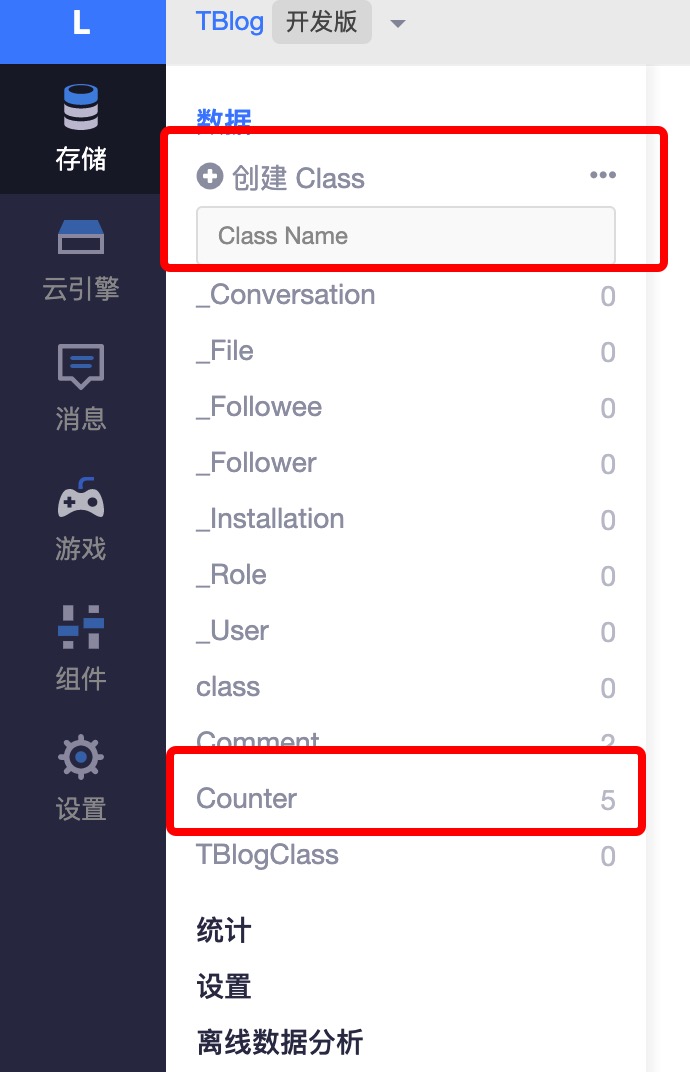 L
TBlog 开发版
存储
云引擎
消息
游戏
组件
设置
数据
创建 Class
Class Name
_Conversation 0
_File 0
_Followee 0
_Follower 0
_Installation 0
_Role 0
_User 0
class 0
Comment 2
Counter 5
TBlogClass 0
统计
设置
离线数据分析